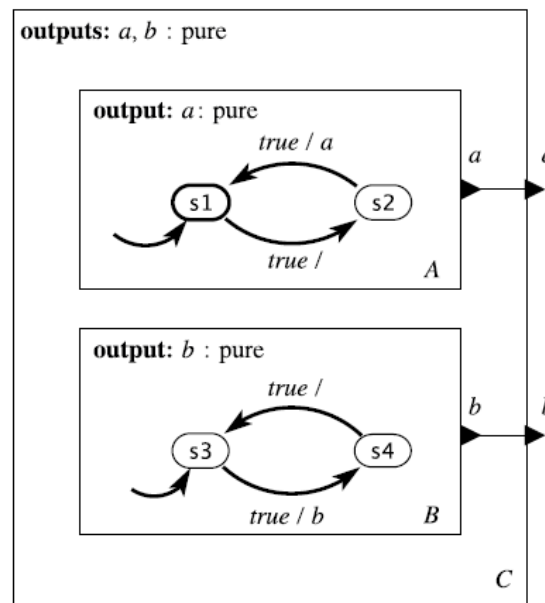 outputs: a, b : pure
output: a: pure
true / a
a
s1
s2
true /
A
output: b : pure
true /
b
s3
s4
true / b
B
C